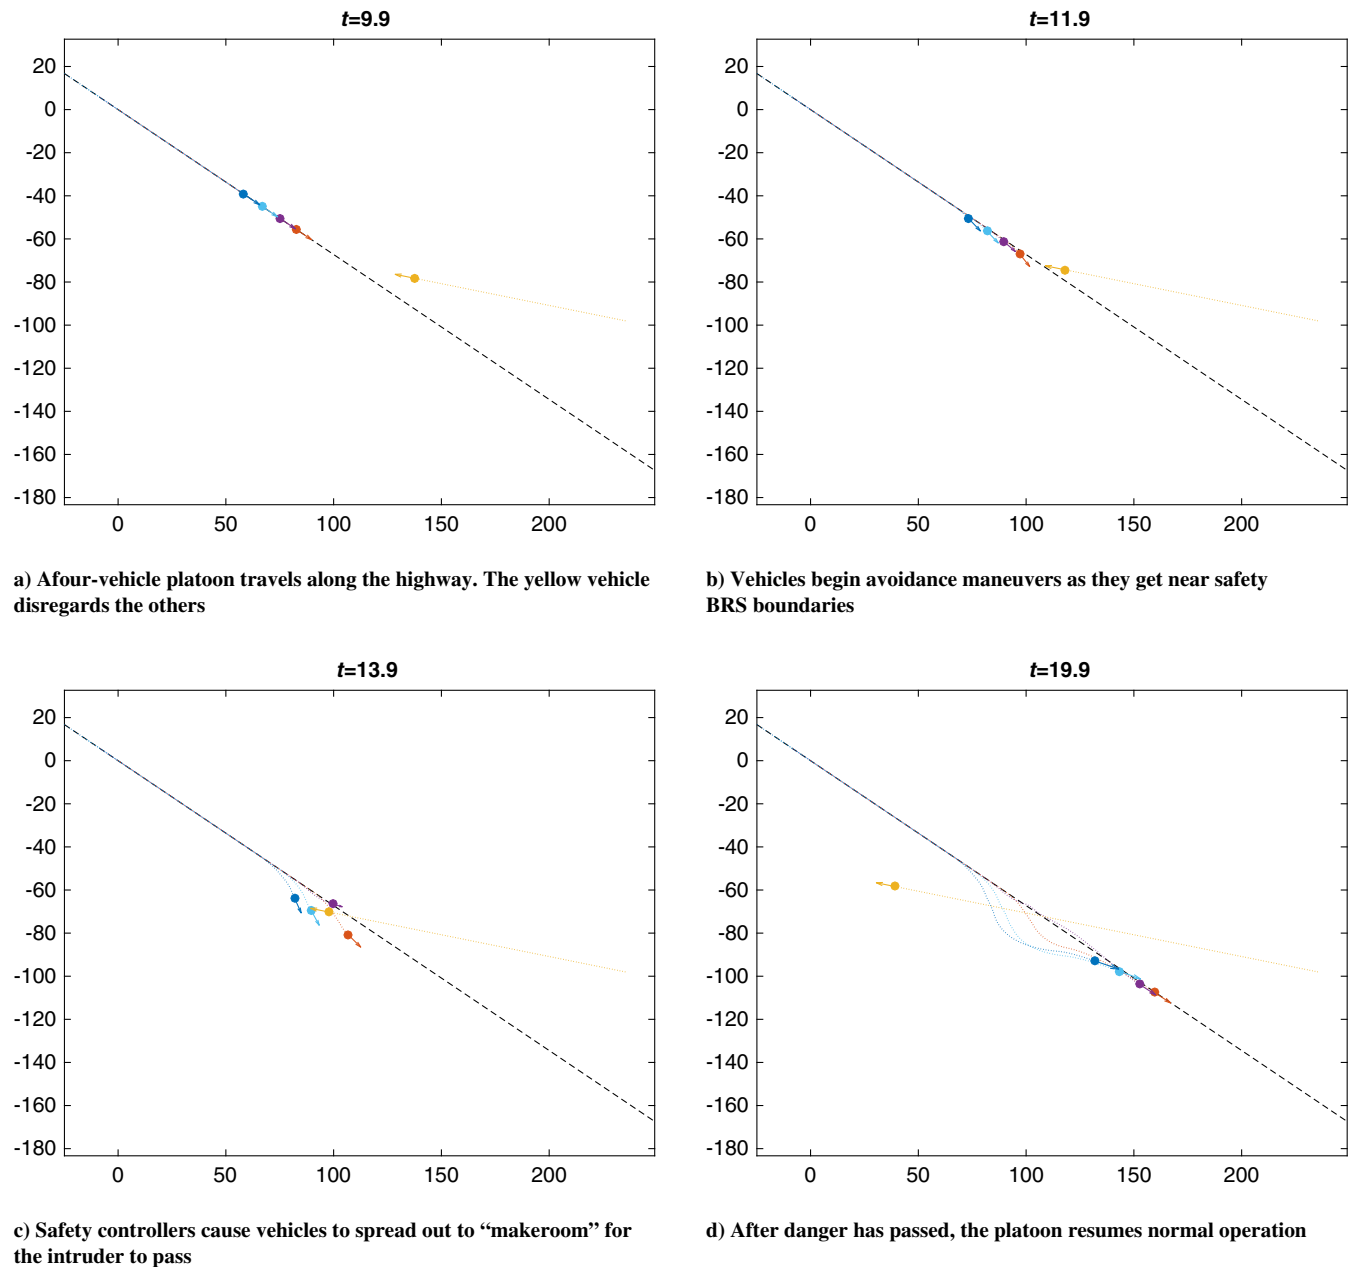 t=9.9
t=11.9
20
0
-20
-40
-60
-80
-100
-120
-140
-160
-180
0 50 100 150 200
20
0
-20
-40
-60
-80
-100
-120
-140
-160
-180
0 50 100 150 200
a) Afour-vehicle platoon travels along the highway. The yellow vehicle
disregards the others
b) Vehicles begin avoidance maneuvers as they get near safety
BRS boundaries
t=13.9
t=19.9
20
0
-20
-40
-60
-80
-100
-120
-140
-160
-180
0 50 100 150 200
20
0
-20
-40
-60
-80
-100
-120
-140
-160
-180
0 50 100 150 200
c) Safety controllers cause vehicles to spread out to “makeroom” for
the intruder to pass
d) After danger has passed, the platoon resumes normal operation